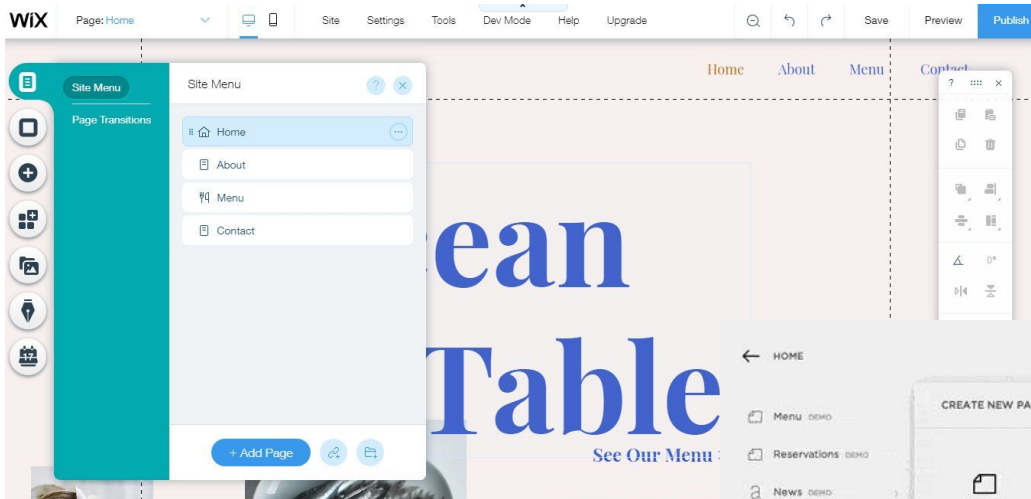 WiX Page: Home Site Settings Tools Dev Mode Help Upgrade Save Preview Publish
Home About Menu Contact
Site Menu
Page Transitions
Site Menu ? ×
Home
About
Menu
Contact
+ Add Page
ean
Table
See Our Menu
? ×
0°
17
HOME
Menu DEMO
Reservations DEMO
News DEMO
CREATE NEW PA